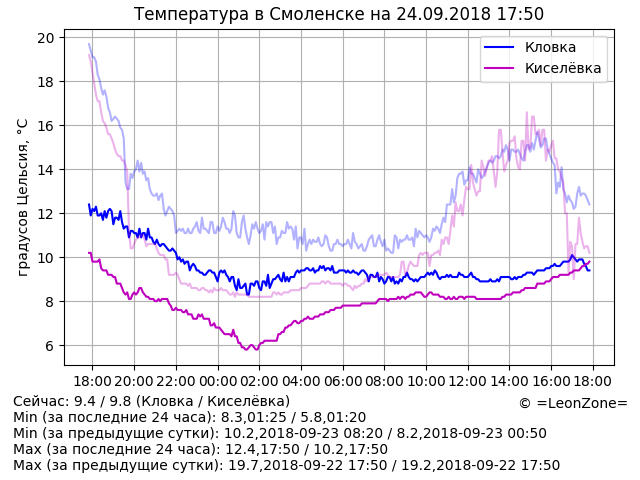 Температура в Смоленске на 24.09.2018 17:50
градусов Цельсия, °C
20
18
16
14
12
10
8
6
Кловка
Киселёвка
18:00 20:00 22:00 00:00 02:00 04:00 06:00 08:00 10:00 12:00 14:00 16:00 18:00
Сейчас: 9.4 / 9.8 (Кловка / Киселёвка)
© =LeonZone=
Min (за последние 24 часа): 8.3,01:25 / 5.8,01:20
Min (за предыдущие сутки): 10.2,2018-09-23 08:20 / 8.2,2018-09-23 00:50
Max (за последние 24 часа): 12.4,17:50 / 10.2,17:50
Max (за предыдущие сутки): 19.7,2018-09-22 17:50 / 19.2,2018-09-22 17:50